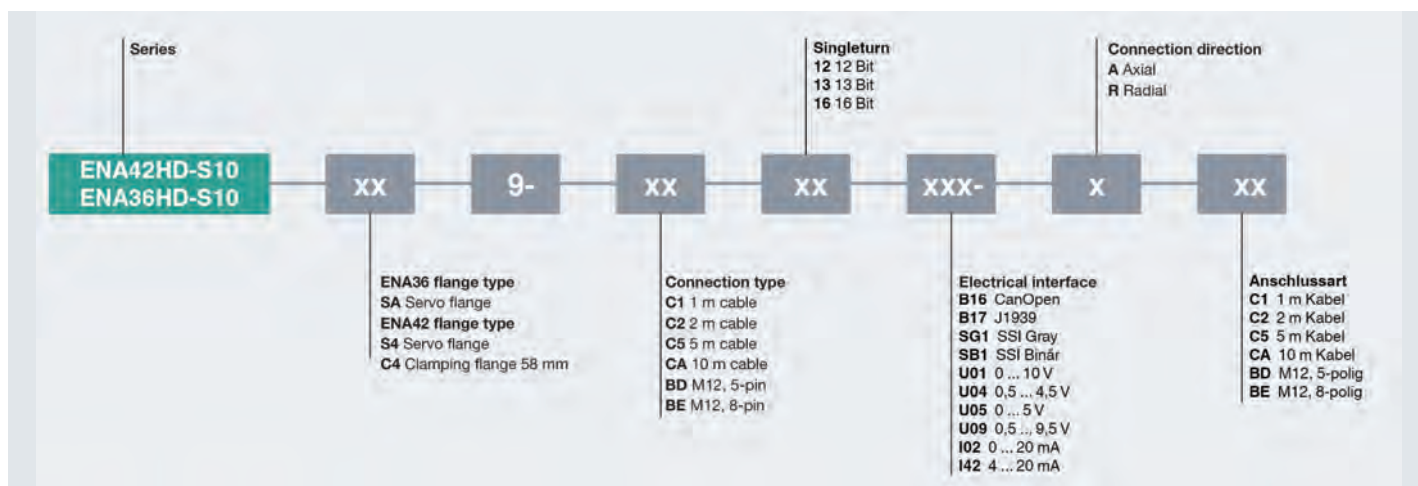 Series
Singleturn
12 12 Bit
13 13 Bit
16 16 Bit
Connection direction
A Axial
R Radial
ENA42HD-S10
ENA36HD-S10
xx
9-
xx
xx
xxx-
x
xx
ENA36 flange type
SA Servo flange
ENA42 flange type
S4 Servo flange
C4 Clamping flange 58 mm
Connection type
C1 1 m cable
C2 2 m cable
C5 5 m cable
CA 10 m cable
BD M12, 5-pin
BE M12, 8-pin
Electrical interface
B16 CanOpen
B17 J1939
SG1 SSI Gray
SB1 SSI Binär
U01 0 ... 10 V
U04 0,5 ... 4,5 V
U05 0 ... 5 V
U09 0,5 ... 9,5 V
I02 0 ... 20 mA
I42 4 ... 20 mA
Anschlussart
C1 1 m Kabel
C2 2 m Kabel
C5 5 m Kabel
CA 10 m Kabel
BD M12, 5-polig
BE M12, 8-polig